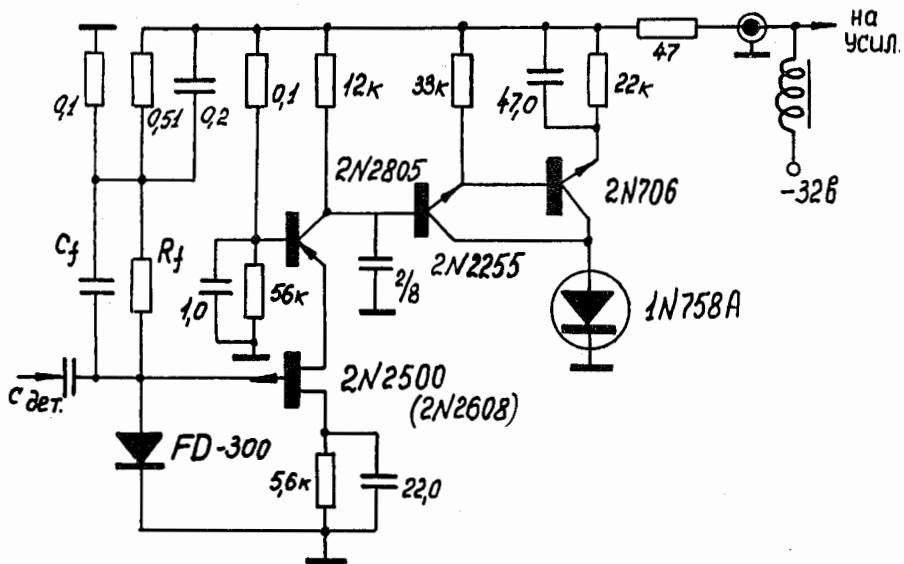 на
УСИЛ.
47
0,1
0,51
0,2
0,1
12к
33к
47,0
22к
-32в
2N2805
2N706
Cf
Rf
1,0
56к
2/8
2N2255
1N758A
с дет.
2N2500
(2N2608)
FD-300
5,6к
22,0